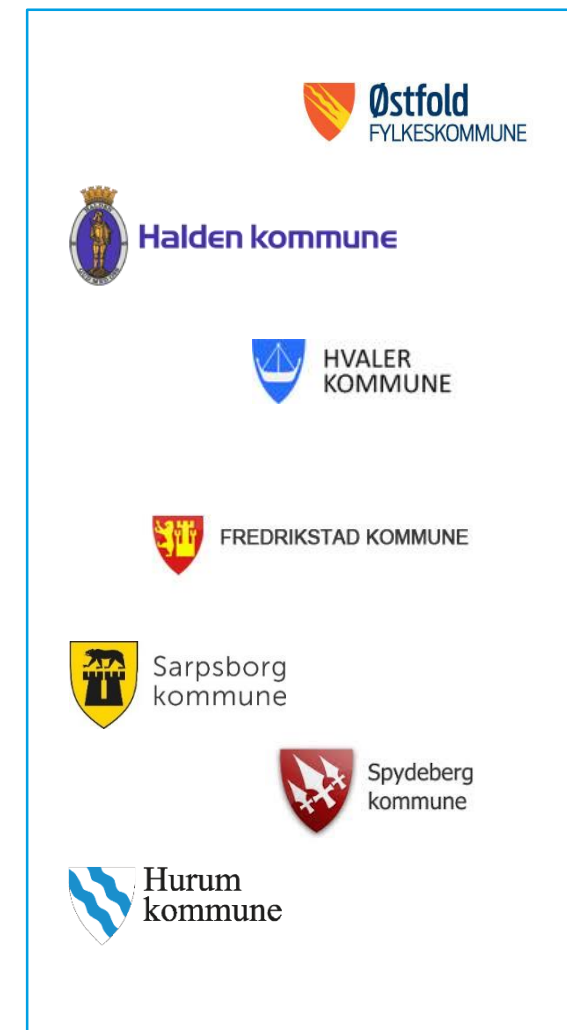 Østfold
FYLKESKOMMUNE
Halden kommune
HVALER
KOMMUNE
FREDRIKSTAD KOMMUNE
Sarpsborg
kommune
Spydeberg
kommune
Hurum
kommune